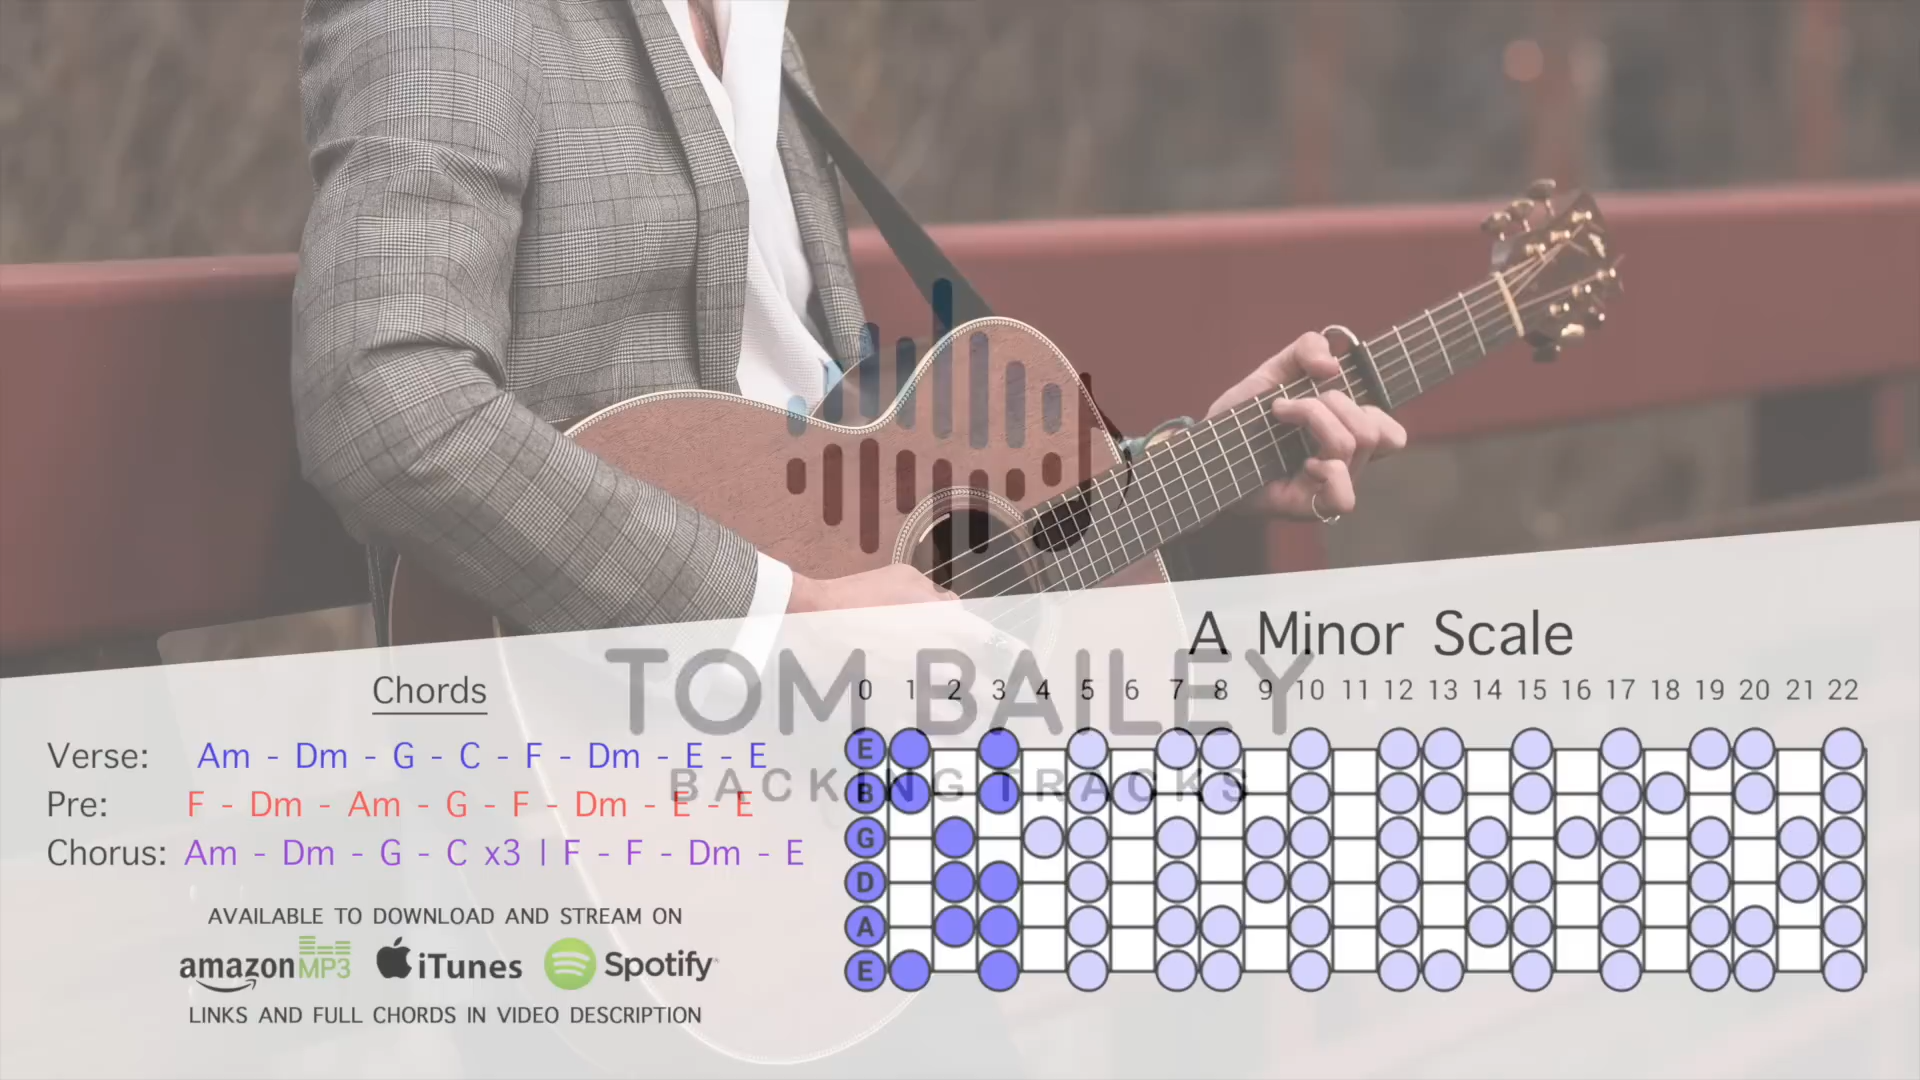 A Minor Scale
Chords
0 1 2 3 4 5 6 7 8 9 10 11 12 13 14 15 16 17 18 19 20 21 22
TOM BAILEY
BACKING TRACKS
Verse: Am - Dm - G - C - F - Dm - E - E
Pre: F - Dm - Am - G - F - Dm - E - E
Chorus: Am - Dm - G - C x3 | F - F - Dm - E
E
B
G
D
A
E
AVAILABLE TO DOWNLOAD AND STREAM ON
amazonMP3 iTunes Spotify
LINKS AND FULL CHORDS IN VIDEO DESCRIPTION